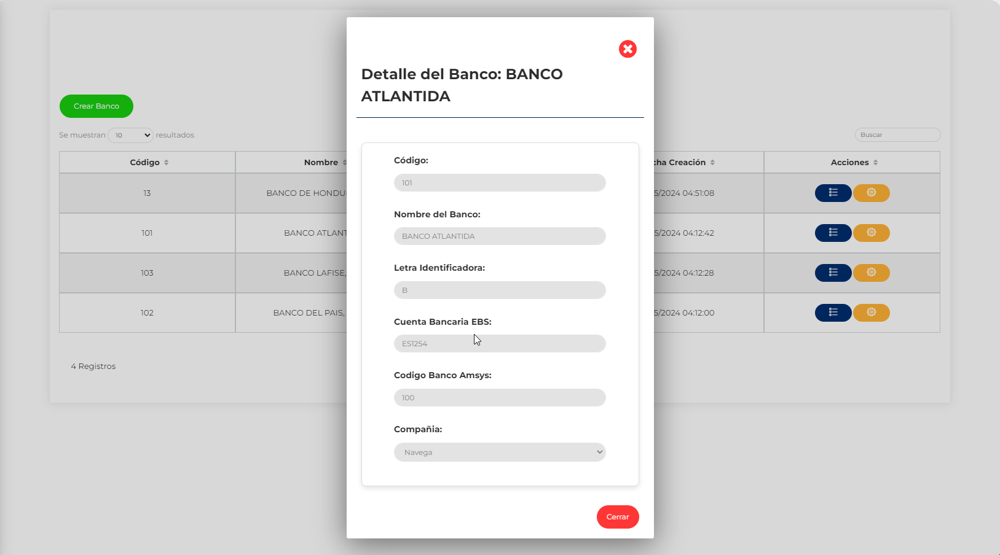 Detalle del Banco: BANCO
ATLANTIDA
Crear Banco
Se muestran 10 resultados
Buscar
Código Nombre cha Creación Acciones
13 BANCO DE HONDU 5/2024 04:51:08
101 BANCO ATLANT 5/2024 04:12:42
103 BANCO LAFISE, 5/2024 04:12:28
102 BANCO DEL PAIS, 5/2024 04:12:00
4 Registros
Código:
101
Nombre del Banco:
BANCO ATLANTIDA
Letra Identificadora:
B
Cuenta Bancaria EBS:
ES1254
Codigo Banco Amsys:
100
Compañia:
Navega
Cerrar